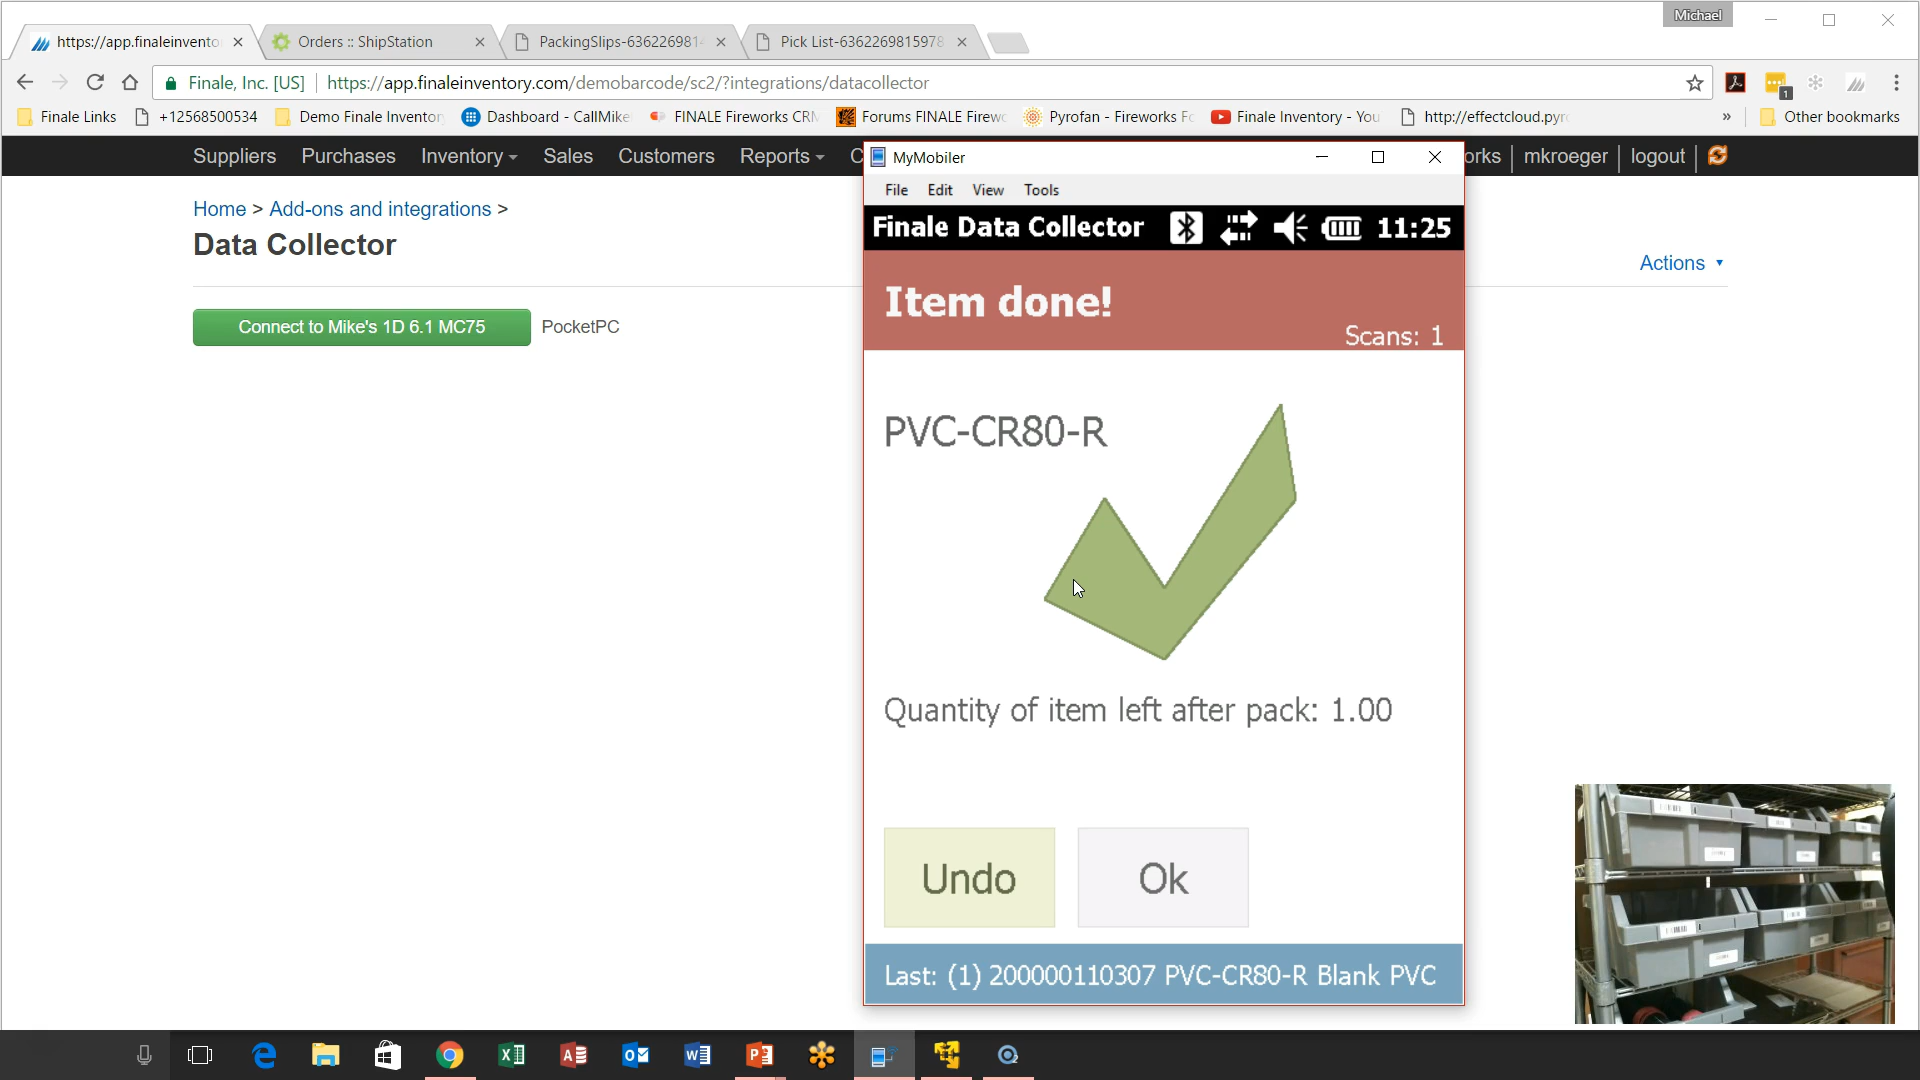 Michael
https://app.finaleinvento
Orders :: ShipStation
PackingSlips-636226981
Pick List-6362269815978
Finale, Inc. [US]
https://app.finaleinventory.com/demobarcode/sc2/?integrations/datacollector
1
Finale Links
+12568500534
Demo Finale Inventor
Dashboard - CallMike
FINALE Fireworks CRM
Forums FINALE Firewo
Pyrofan - Fireworks Fo
Finale Inventory - You
http://effectcloud.pyro
»
Other bookmarks
Suppliers
Purchases
Inventory
Sales
Customers
Reports
C
orks
mkroeger
logout
Home > Add-ons and integrations >
Data Collector
Actions
Connect to Mike's 1D 6.1 MC75
PocketPC
MyMobiler
File
Edit
View
Tools
Finale Data Collector
11:25
Item done!
Scans: 1
PVC-CR80-R
Quantity of item left after pack: 1.00
Undo
Ok
Last: (1) 200000110307 PVC-CR80-R Blank PVC